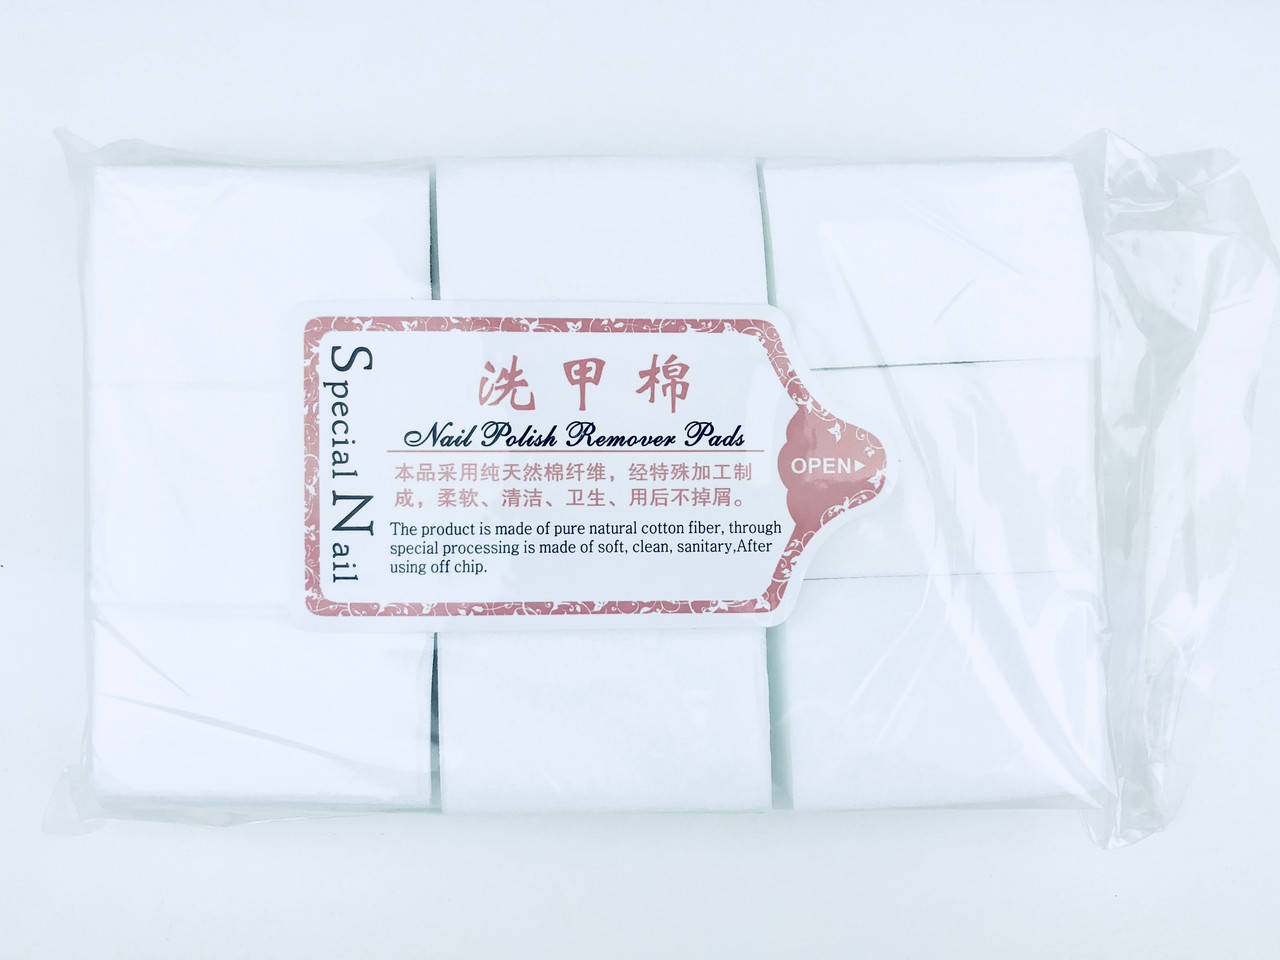 Special Nail
洗甲棉
Nail Polish Remover Pads
本品采用纯天然棉纤维，经特殊加工制
成，柔软、清洁、卫生、用后不掉屑。
The product is made of pure natural cotton fiber, through
special processing is made of soft, clean, sanitary,After
using off chip.
OPEN